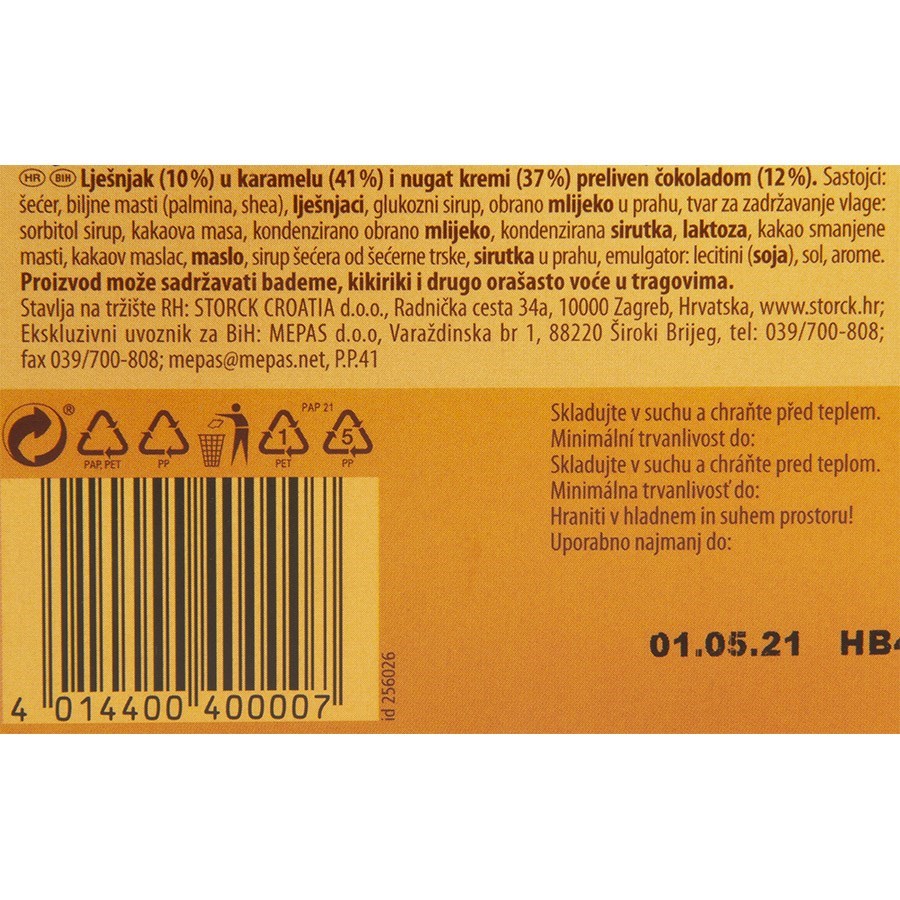 HR BIH Lješnjak (10%) u karamelu (41%) i nugat kremi (37%) preliven čokoladom (12%). Sastojci:
šećer, biljne masti (palmina, shea), lješnjaci, glukozni sirup, obrano mlijeko u prahu, tvar za zadržavanje vlage:
sorbitol sirup, kakaova masa, kondenzirano obrano mlijeko, kondenzirana sirutka, laktoza, kakao smanjene
masti, kakaov maslac, maslo, sirup šećera od šećerne trske, sirutka u prahu, emulgator: lecitini (soja), sol, arome.
Proizvod može sadržavati bademe, kikiriki i drugo orašasto voće u tragovima.
Stavlja na tržište RH: STORCK CROATIA d.o.o., Radnička cesta 34a, 10000 Zagreb, Hrvatska, www.storck.hr;
Ekskluzivni uvoznik za BiH: MEPAS d.o.o, Varaždinska br 1, 88220 Široki Brijeg, tel: 039/700-808;
fax 039/700-808; mepas@mepas.net, P.P.41
®
PAP 21
1
5
PAP, PET
PP
PET
PP
Skladujte v suchu a chraňte před teplem.
Minimální trvanlivost do:
Skladujte v suchu a chráňte pred teplom.
Minimálna trvanlivosť do:
Hraniti v hladnem in suhem prostoru!
Uporabno najmanj do:
01.05.21 HB4
id 256026
4 014400 400007